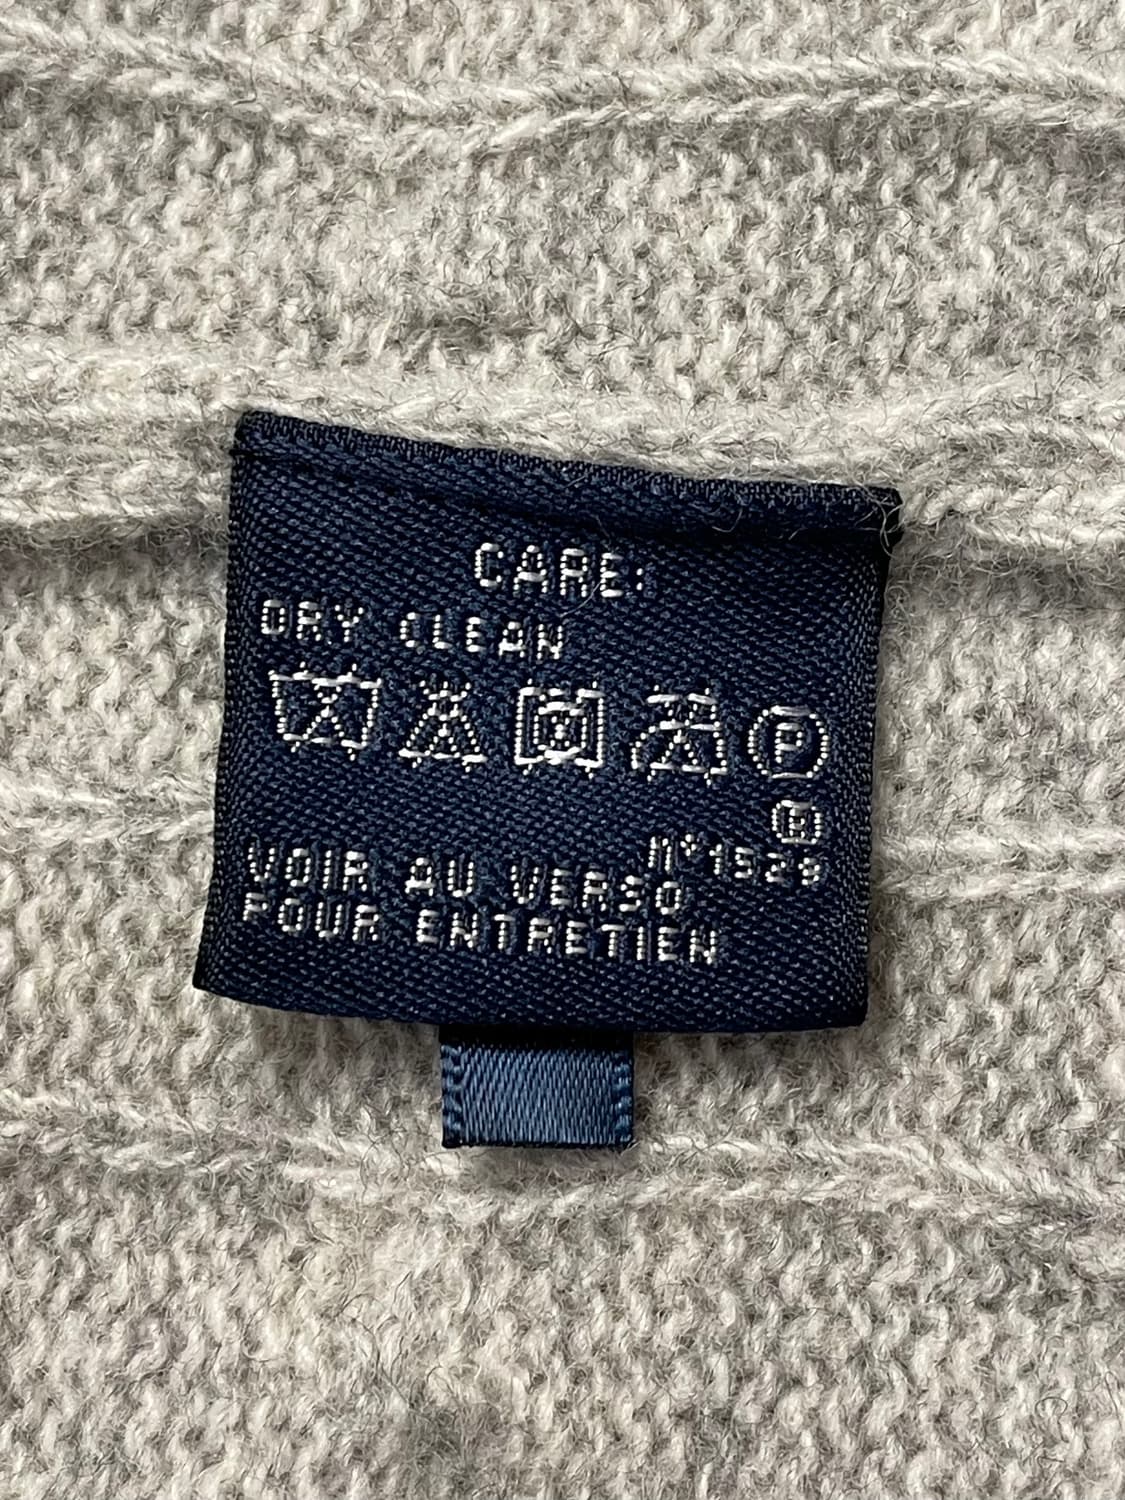 CARE:
DRY CLEAN
P
N° 1529
VOIR AU VERSO
POUR ENTRETIEN